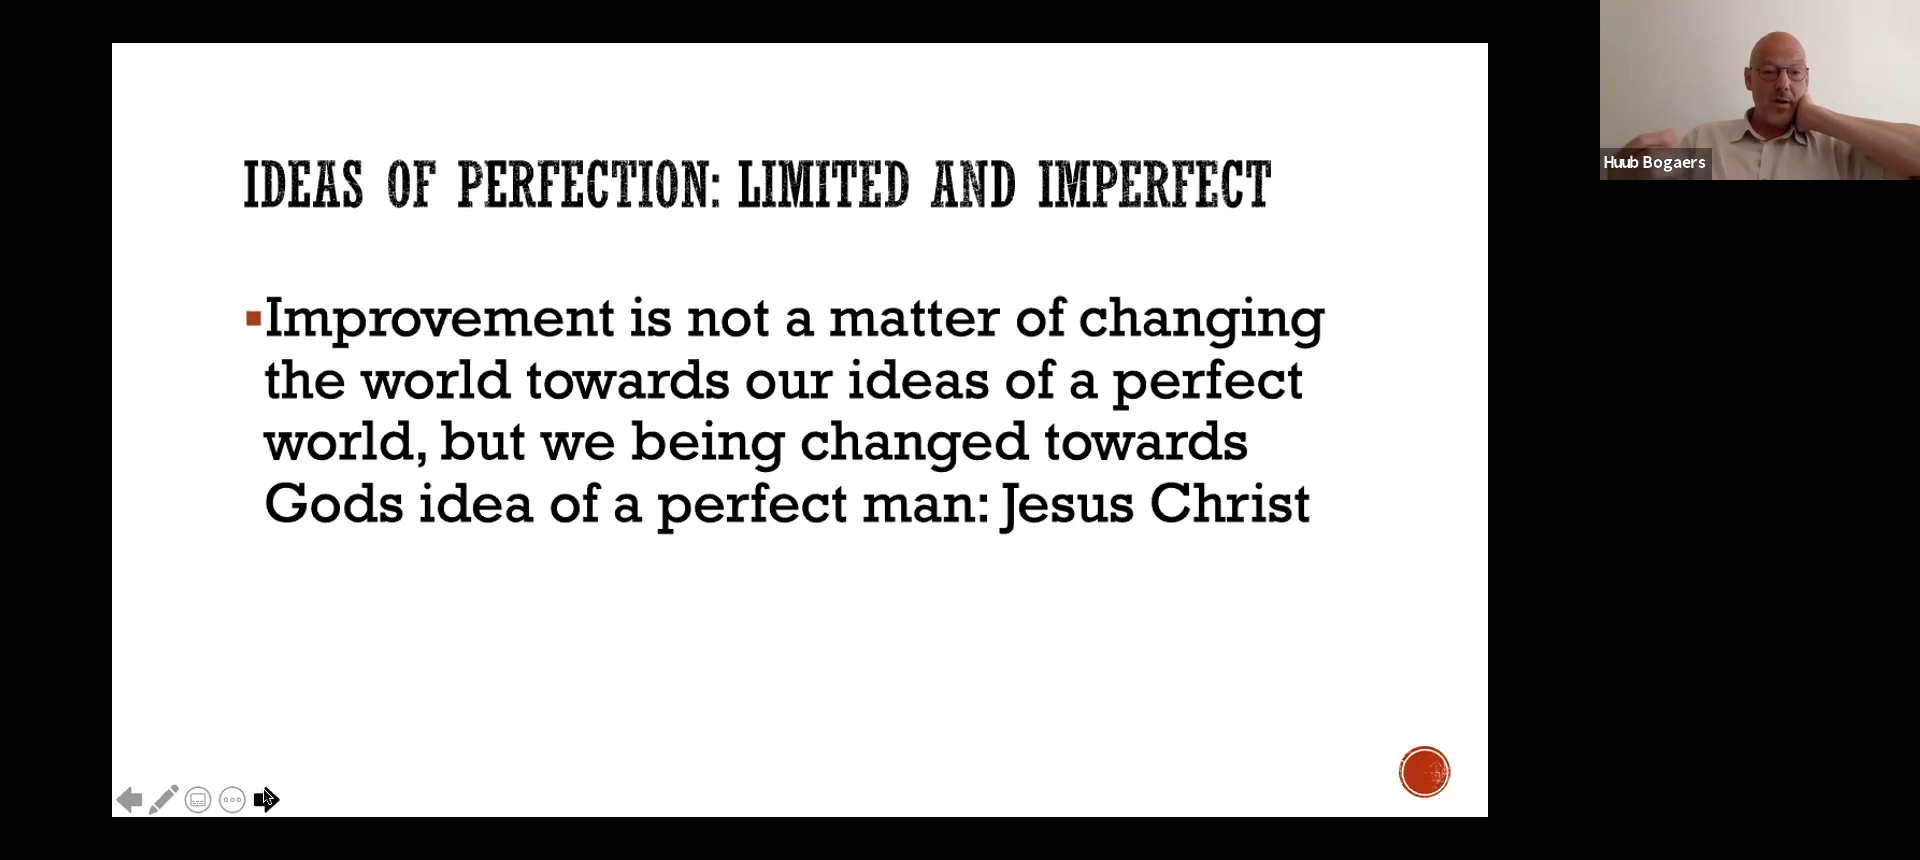 IDEAS OF PERFECTION: LIMITED AND IMPERFECT
Improvement is not a matter of changing
the world towards our ideas of a perfect
world, but we being changed towards
Gods idea of a perfect man: Jesus Christ
Huub Bogaers